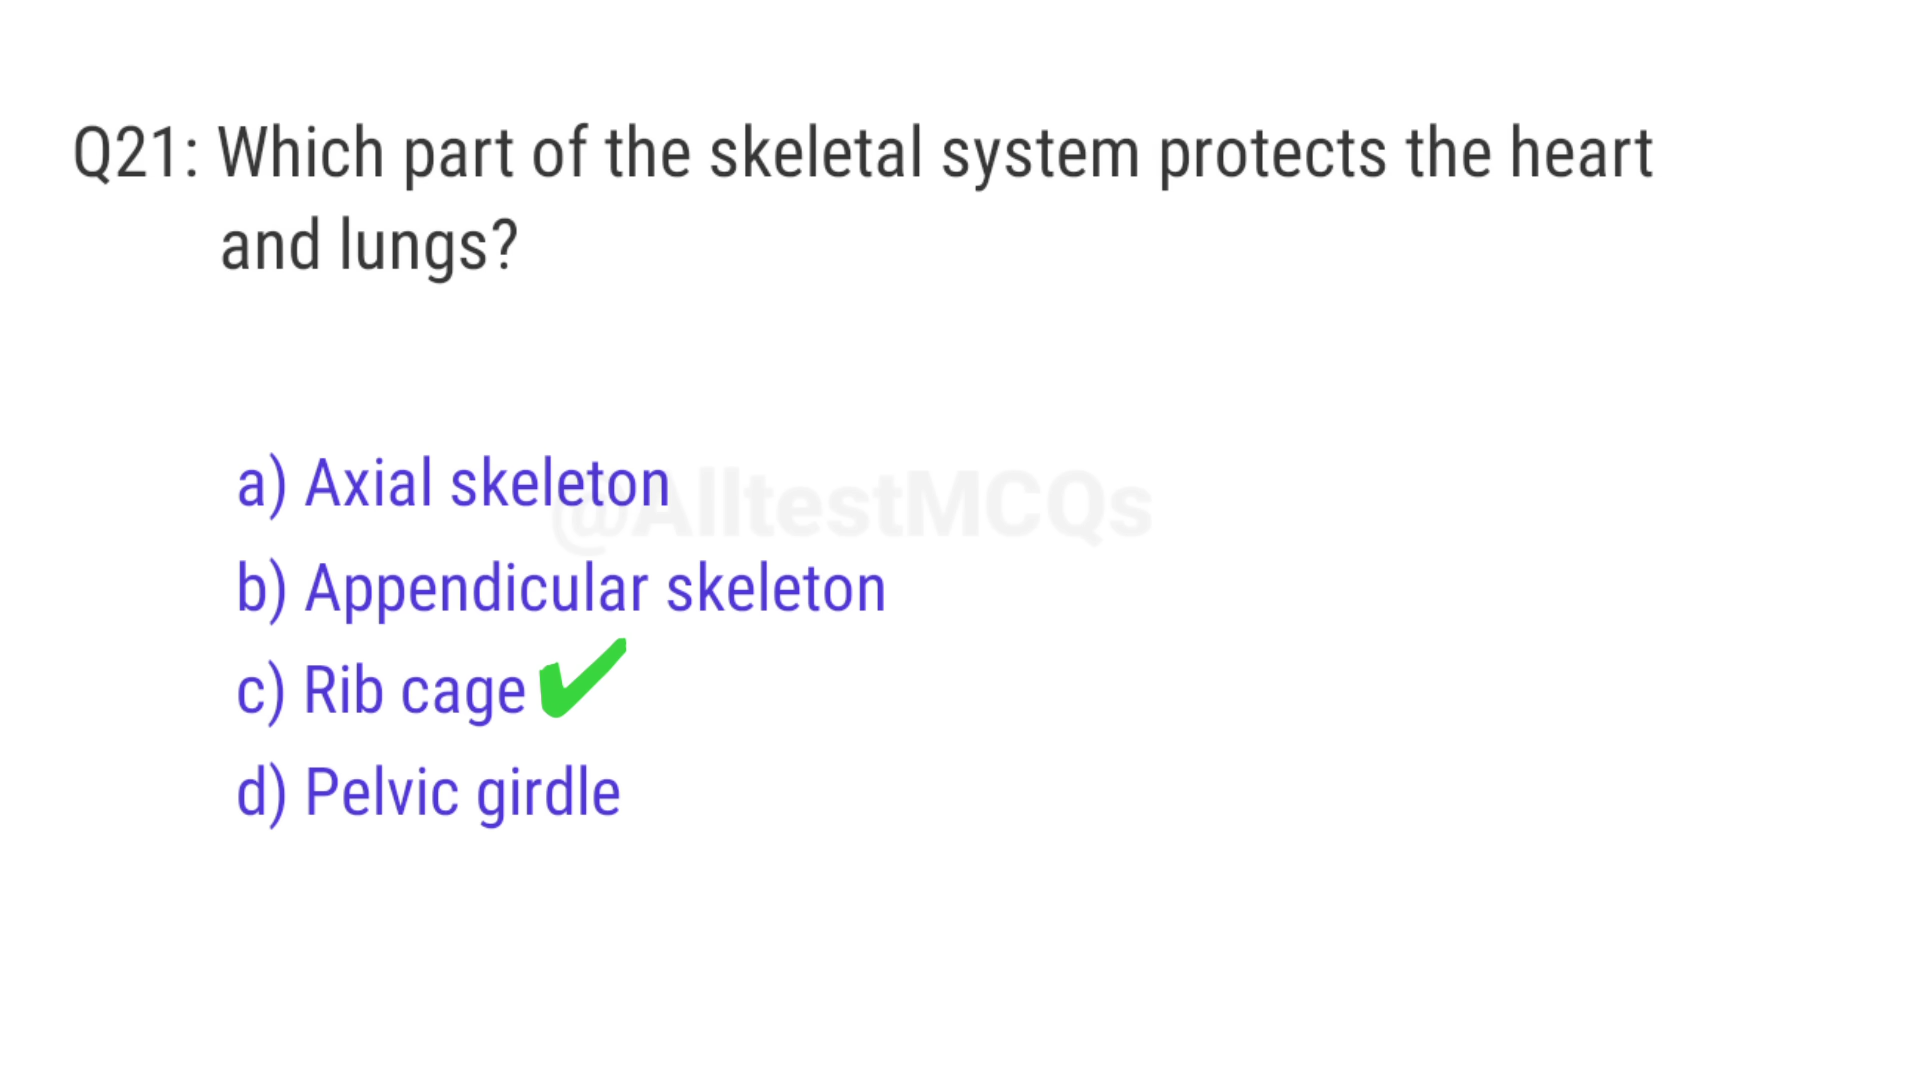 Q21: Which part of the skeletal system protects the heart
and lungs?
a) Axial skeleton
@AlltestMCQs
b) Appendicular skeleton
c) Rib cage
d) Pelvic girdle